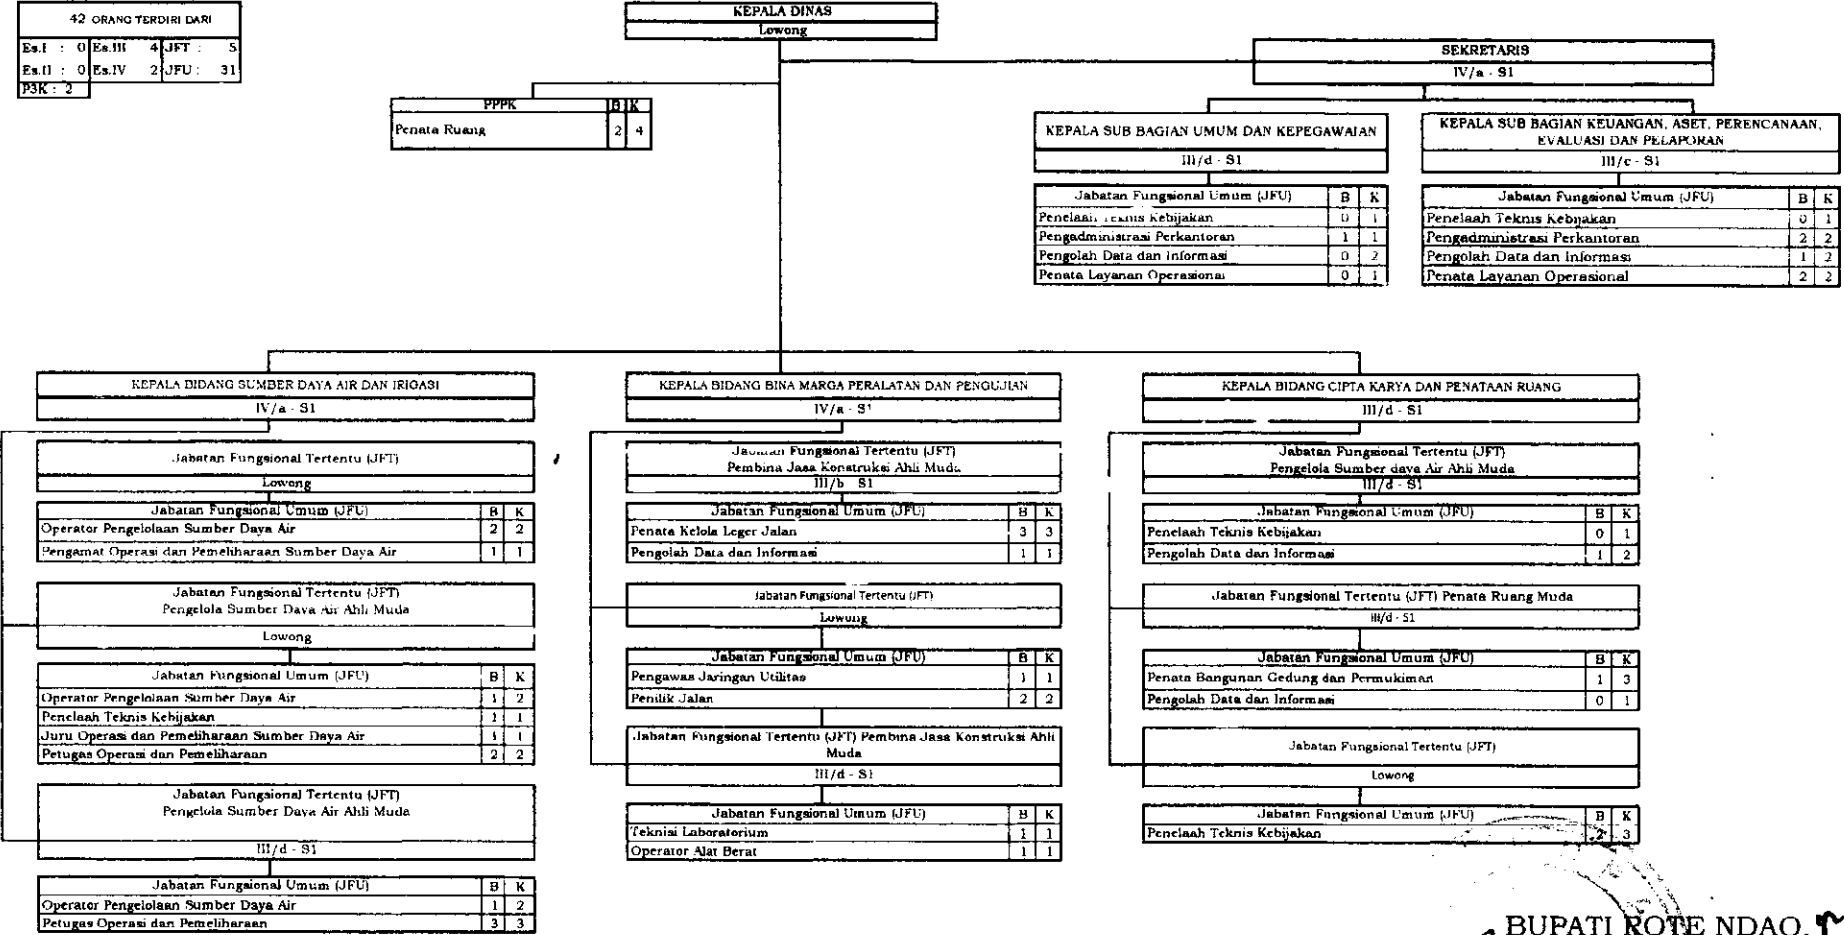 42 ORANG TERDIRI DARI
Es.I : 0 Es.III 4 JFT : 5
Es.II : 0 Es.IV 2 JFU : 31
P3K : 2
KEPALA DINAS
Lowong
SEKRETARIS
IV/a - S1
PPPK B K
Penata Ruang 2 4
KEPALA SUB BAGIAN UMUM DAN KEPEGAWAIAN
III/d - S1
Jabatan Fungsional Umum (JFU) B K
Penelaah Teknis Kebijakan 0 1
Pengadministrasi Perkantoran 1 1
Pengolah Data dan Informasi 0 2
Penata Layanan Operasional 0 1
KEPALA SUB BAGIAN KEUANGAN, ASET, PERENCANAAN,
EVALUASI DAN PELAPORAN
III/c - S1
Jabatan Fungsional Umum (JFU) B K
Penelaah Teknis Kebijakan 0 1
Pengadministrasi Perkantoran 2 2
Pengolah Data dan Informasi 1 2
Penata Layanan Operasional 2 2
KEPALA BIDANG SUMBER DAYA AIR DAN IRIGASI
IV/a - S1
Jabatan Fungsional Tertentu (JFT)
Lowong
Jabatan Fungsional Umum (JFU) B K
Operator Pengelolaan Sumber Daya Air 2 2
Pengamat Operasi dan Pemeliharaan Sumber Daya Air 1 1
Jabatan Fungsional Tertentu (JFT)
Pengelola Sumber Daya Air Ahli Muda
Lowong
Jabatan Fungsional Umum (JFU) B K
Operator Pengelolaan Sumber Daya Air 1 2
Penelaah Teknis Kebijakan 1 1
Juru Operasi dan Pemeliharaan Sumber Daya Air 1 1
Petugas Operasi dan Pemeliharaan 2 2
Jabatan Fungsional Tertentu (JFT)
Pengelola Sumber Daya Air Ahli Muda
III/d - S1
Jabatan Fungsional Umum (JFU) B K
Operator Pengelolaan Sumber Daya Air 1 2
Petugas Operasi dan Pemeliharaan 3 3
KEPALA BIDANG BINA MARGA PERALATAN DAN PENGUJIAN
IV/a - S1
Jabatan Fungsional Tertentu (JFT)
Pembina Jasa Konstruksi Ahli Muda
III/b - S1
Jabatan Fungsional Umum (JFU) B K
Penata Kelola Leger Jalan 3 3
Pengolah Data dan Informasi 1 1
Jabatan Fungsional Tertentu (JFT)
Lowong
Jabatan Fungsional Umum (JFU) B K
Pengawas Jaringan Utilitas 1 1
Penilik Jalan 2 2
Jabatan Fungsional Tertentu (JFT) Pembina Jasa Konstruksi Ahli
Muda
III/d - S1
Jabatan Fungsional Umum (JFU) B K
Teknisi Laboratorium 1 1
Operator Alat Berat 1 1
KEPALA BIDANG CIPTA KARYA DAN PENATAAN RUANG
III/d - S1
Jabatan Fungsional Tertentu (JFT)
Pengelola Sumber daya Air Ahli Muda
III/d - S1
Jabatan Fungsional Umum (JFU) B K
Penelaah Teknis Kebijakan 0 1
Pengolah Data dan Informasi 1 2
Jabatan Fungsional Tertentu (JFT) Penata Ruang Muda
III/d - S1
Jabatan Fungsional Umum (JFU) B K
Penata Bangunan Gedung dan Permukiman 1 3
Pengolah Data dan Informasi 0 1
Jabatan Fungsional Tertentu (JFT)
Lowong
Jabatan Fungsional Umum (JFU) B K
Penelaah Teknis Kebijakan 2 3
BUPATI ROTE NDAO,